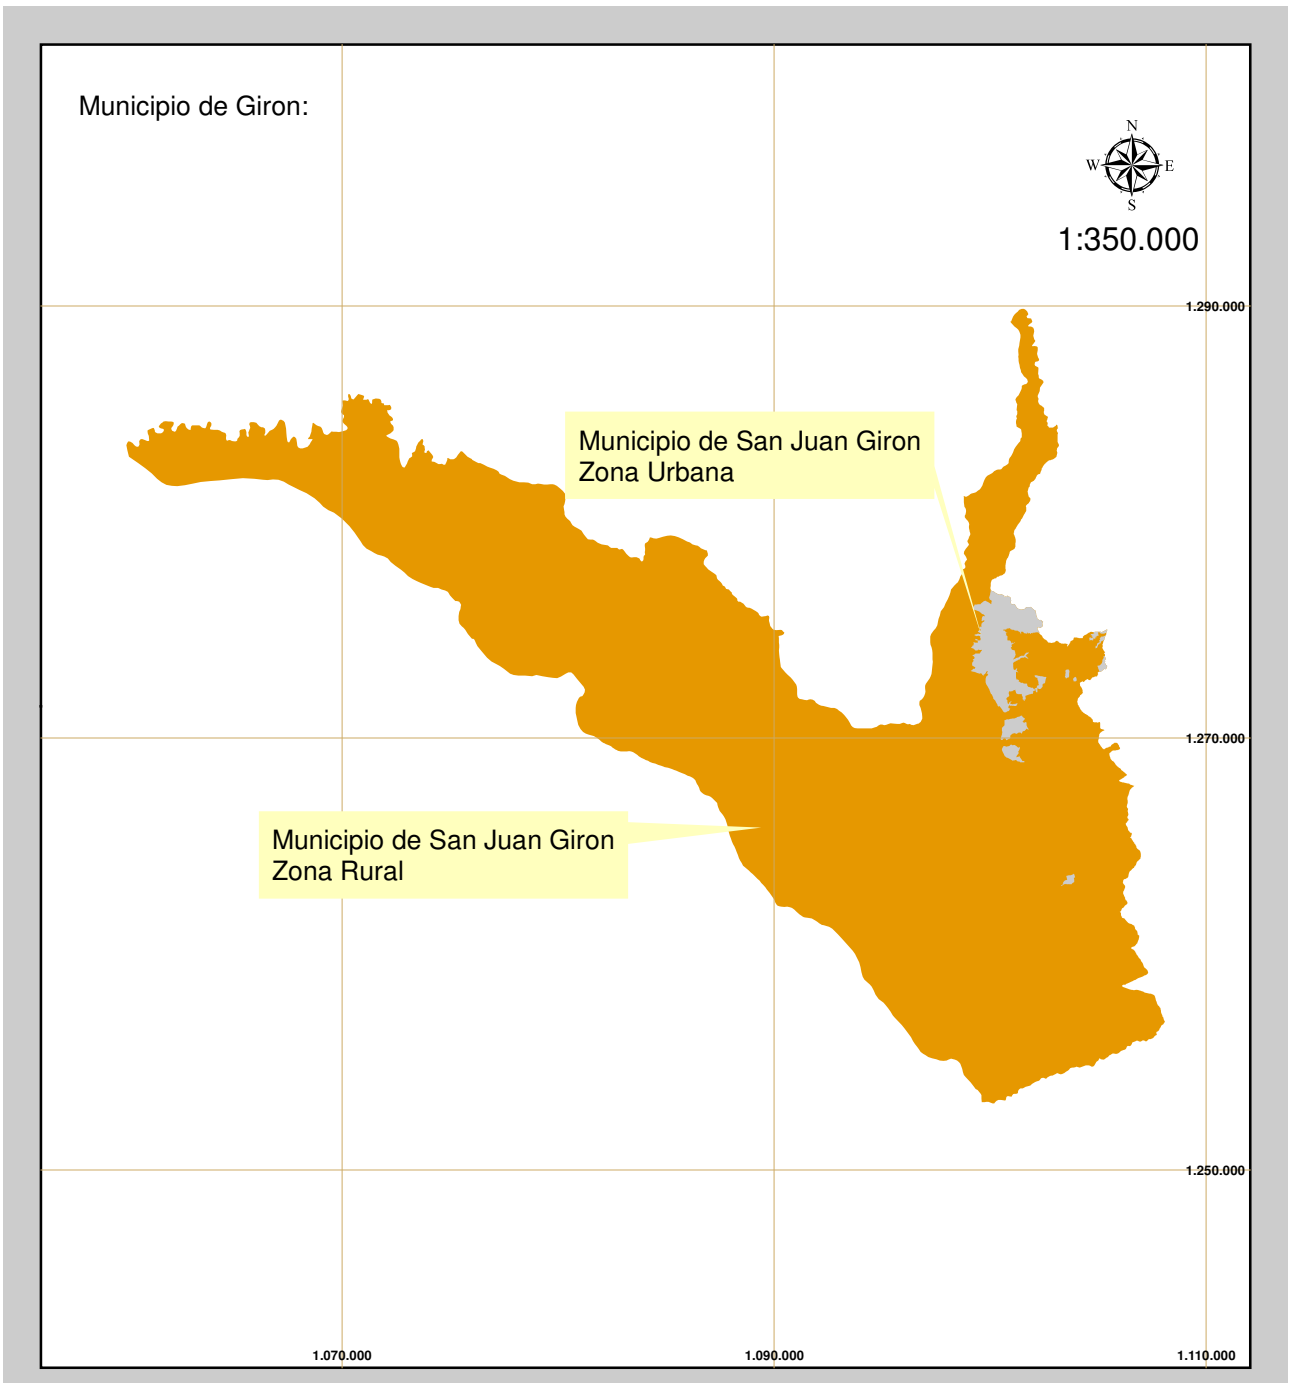 Municipio de Giron:
N
W E
S
1:350.000
1.290.000
Municipio de San Juan Giron
Zona Urbana
1.270.000
Municipio de San Juan Giron
Zona Rural
1.250.000
1.070.000 1.090.000 1.110.000